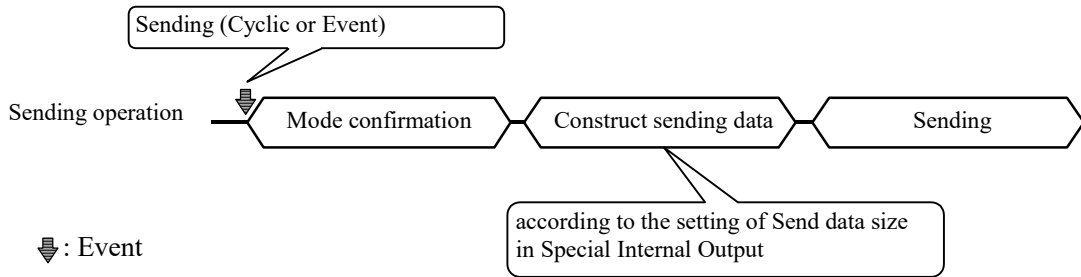 Sending (Cyclic or Event)
Sending operation
Mode confirmation
Construct sending data
Sending
according to the setting of Send data size
in Special Internal Output
: Event